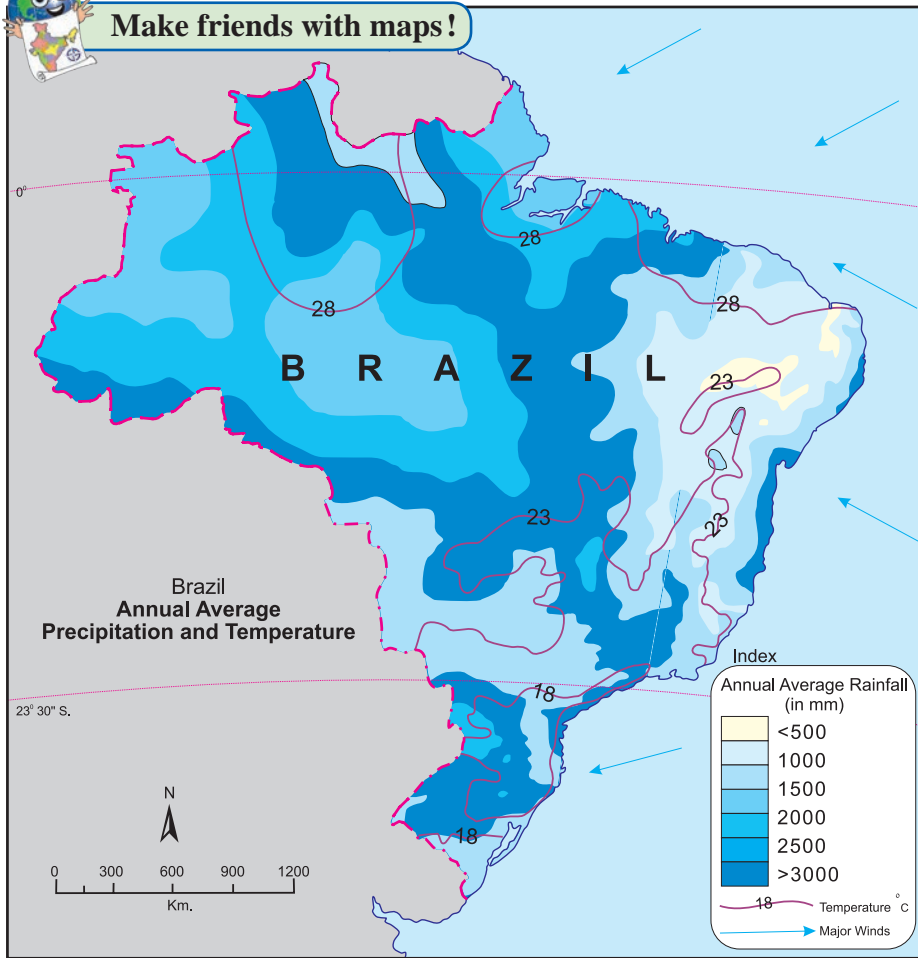 Make friends with maps!
0°
28
28
28
B R A Z I L
23
23
23
Brazil
Annual Average
Precipitation and Temperature
18
23° 30" S.
18
N
0 300 600 900 1200
Km.
Index
Annual Average Rainfall
(in mm)
<500
1000
1500
2000
2500
>3000
18 Temperature °C
Major Winds